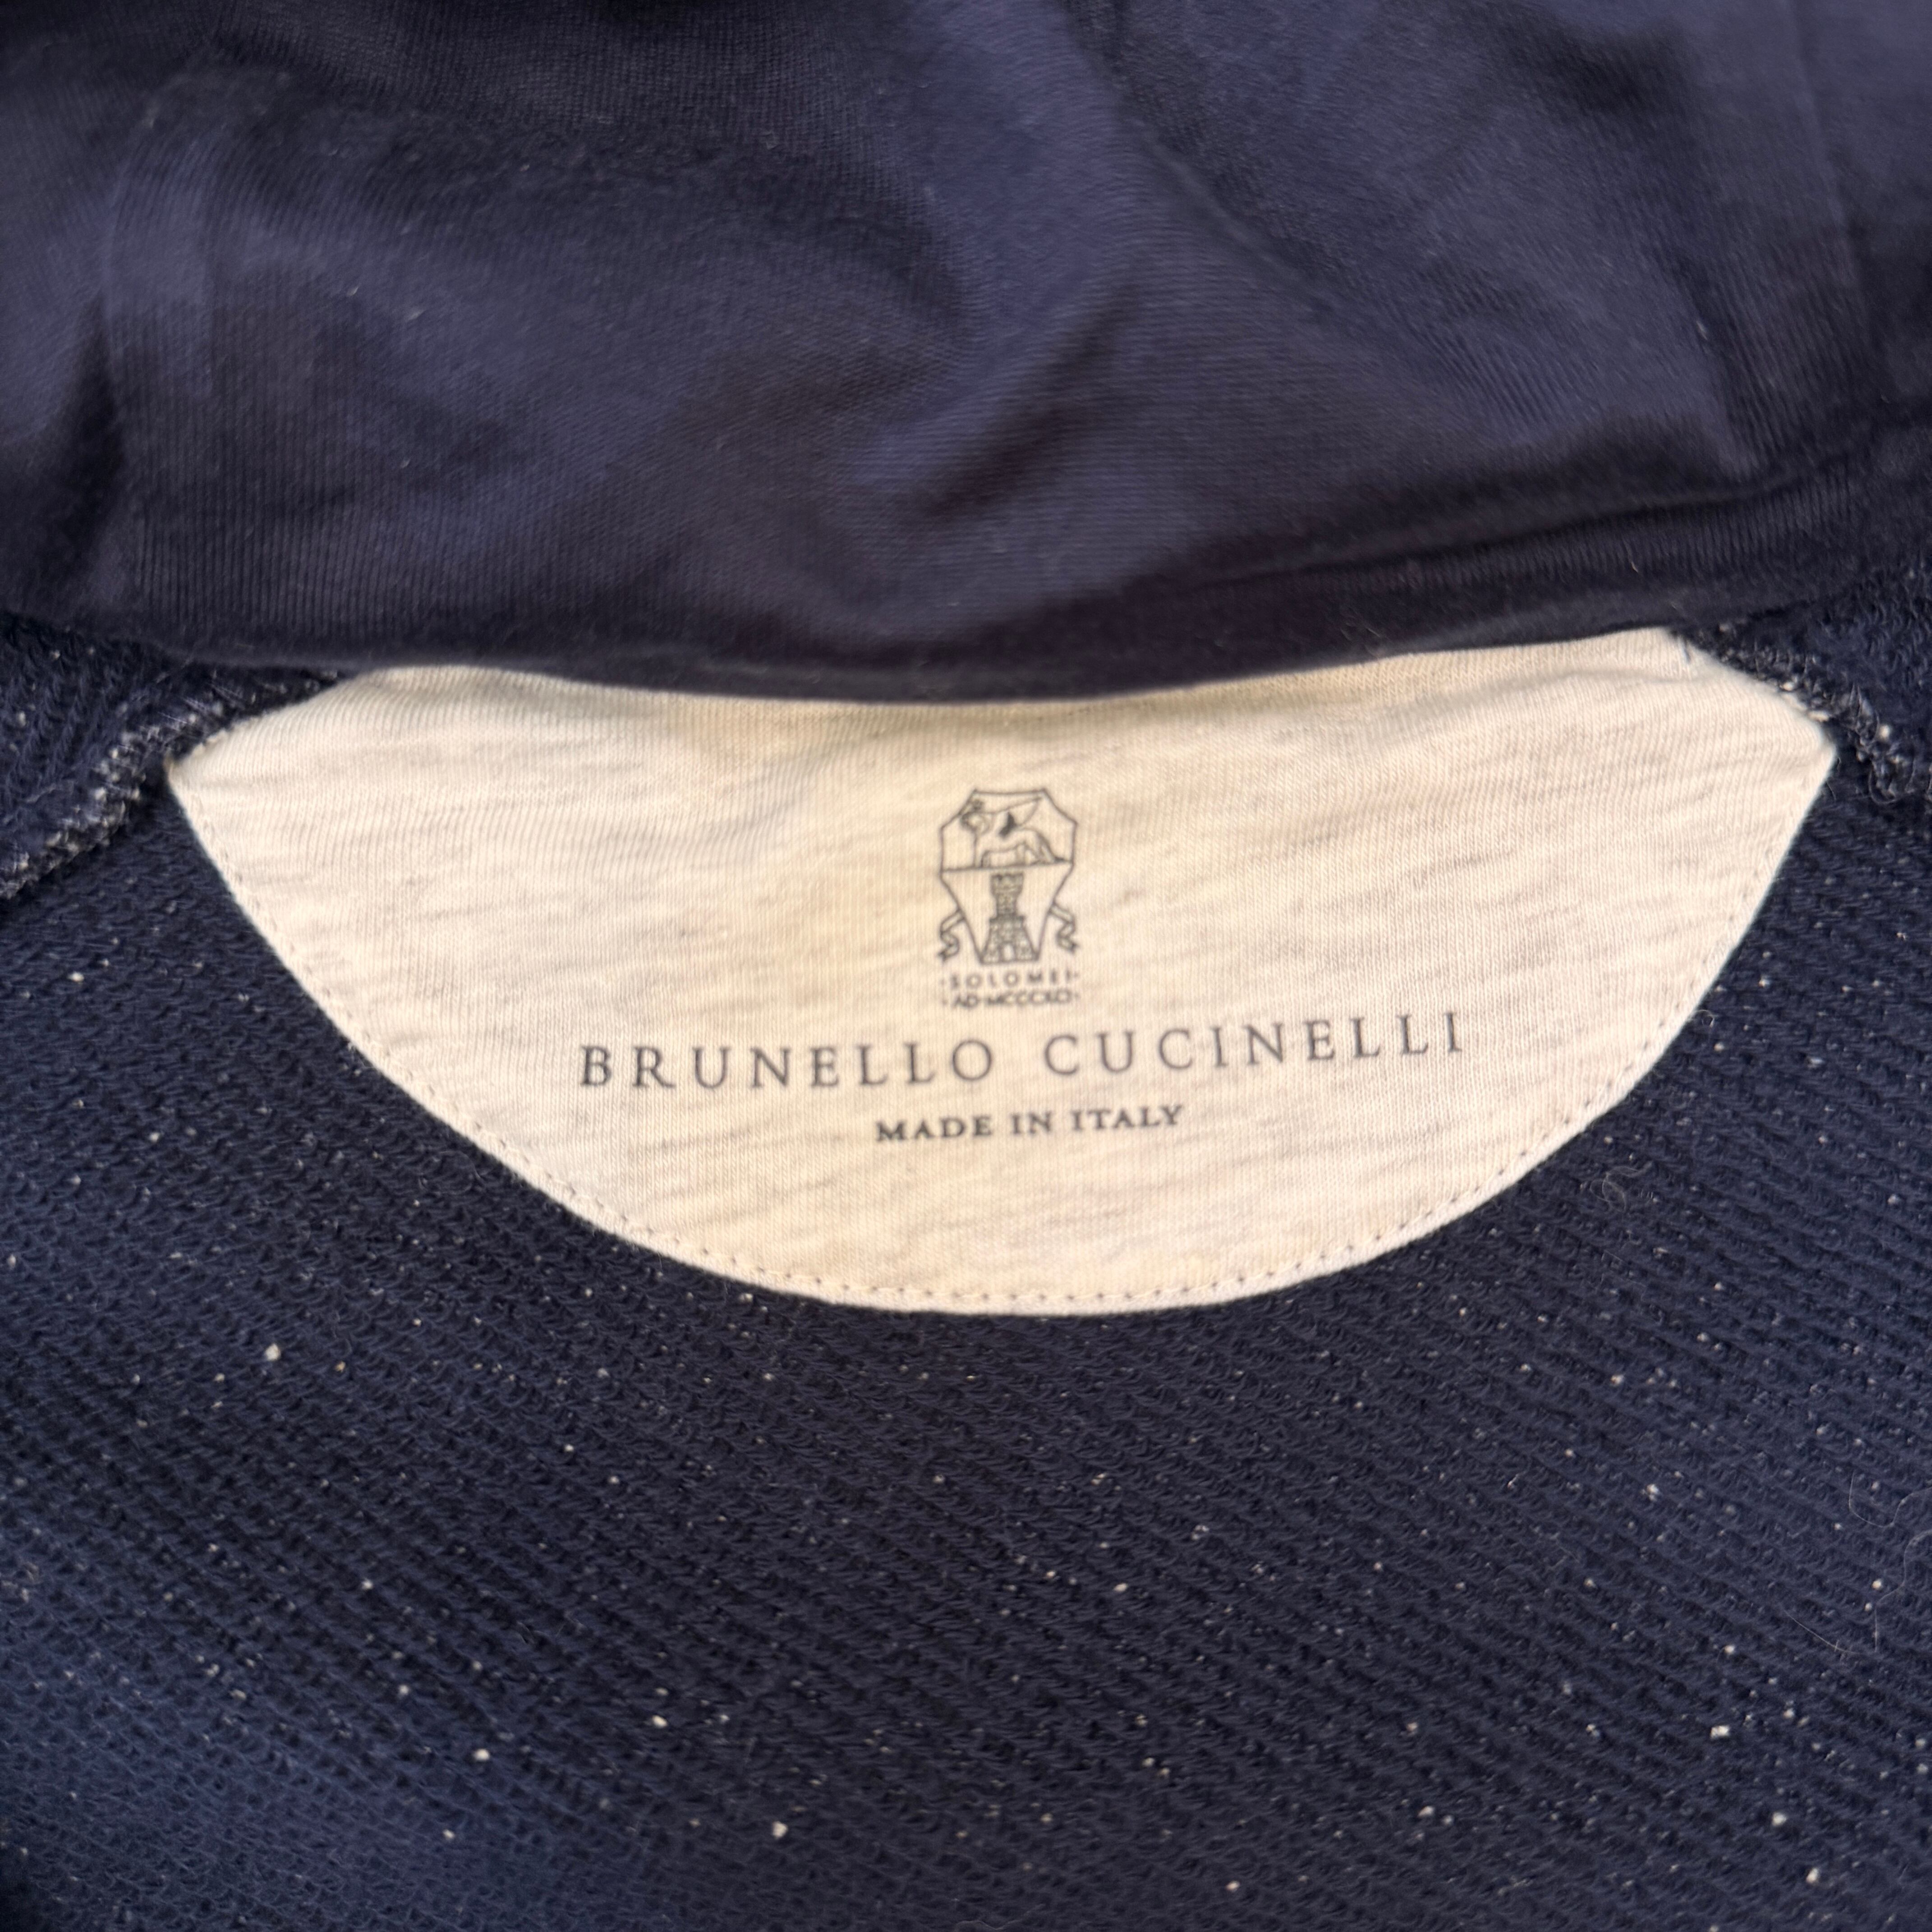 ·SOLOMEI·
·AD·MCCCXCI·
BRUNELLO CUCINELLI
MADE IN ITALY